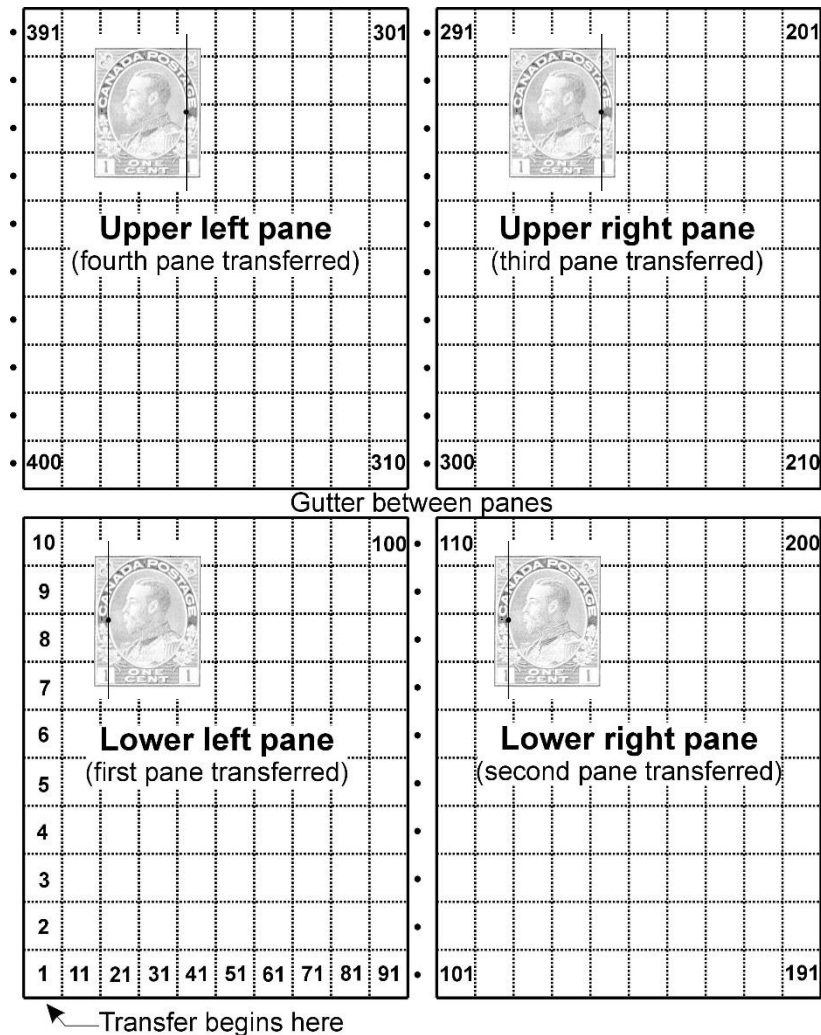 391 301 291 201
CANADA POSTAGE CANADA POSTAGE
1 ONE CENT 1 1 ONE CENT 1
Upper left pane Upper right pane
(fourth pane transferred) (third pane transferred)
400 310 300 210
Gutter between panes
10 100 110 200
9
CANADA POSTAGE CANADA POSTAGE
8
7
1 ONE CENT 1 1 ONE CENT 1
6
Lower left pane Lower right pane
(first pane transferred) (second pane transferred)
5
4
3
2
1 11 21 31 41 51 61 71 81 91 101 191
Transfer begins here